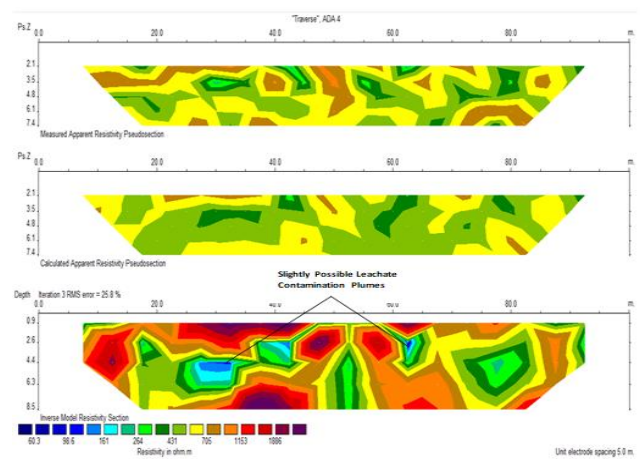 "Traverse", ADA 4
Ps.Z 0.0 20.0 40.0 60.0 80.0 m.
2.1
3.5
4.8
6.1
7.4
Measured Apparent Resistivity Pseudosection
Ps.Z 0.0 20.0 40.0 60.0 80.0 m.
2.1
3.5
4.8
6.1
7.4
Calculated Apparent Resistivity Pseudosection
Slightly Possible Leachate
Contamination Plumes
Depth Iteration 3 RMS error = 25.8 %
0.0 20.0 40.0 60.0 80.0 m.
0.9
2.6
4.4
6.3
8.5
Inverse Model Resistivity Section
60.3 98.6 161 264 431 705 1153 1886
Resistivity in ohm.m
Unit electrode spacing 5.0 m.